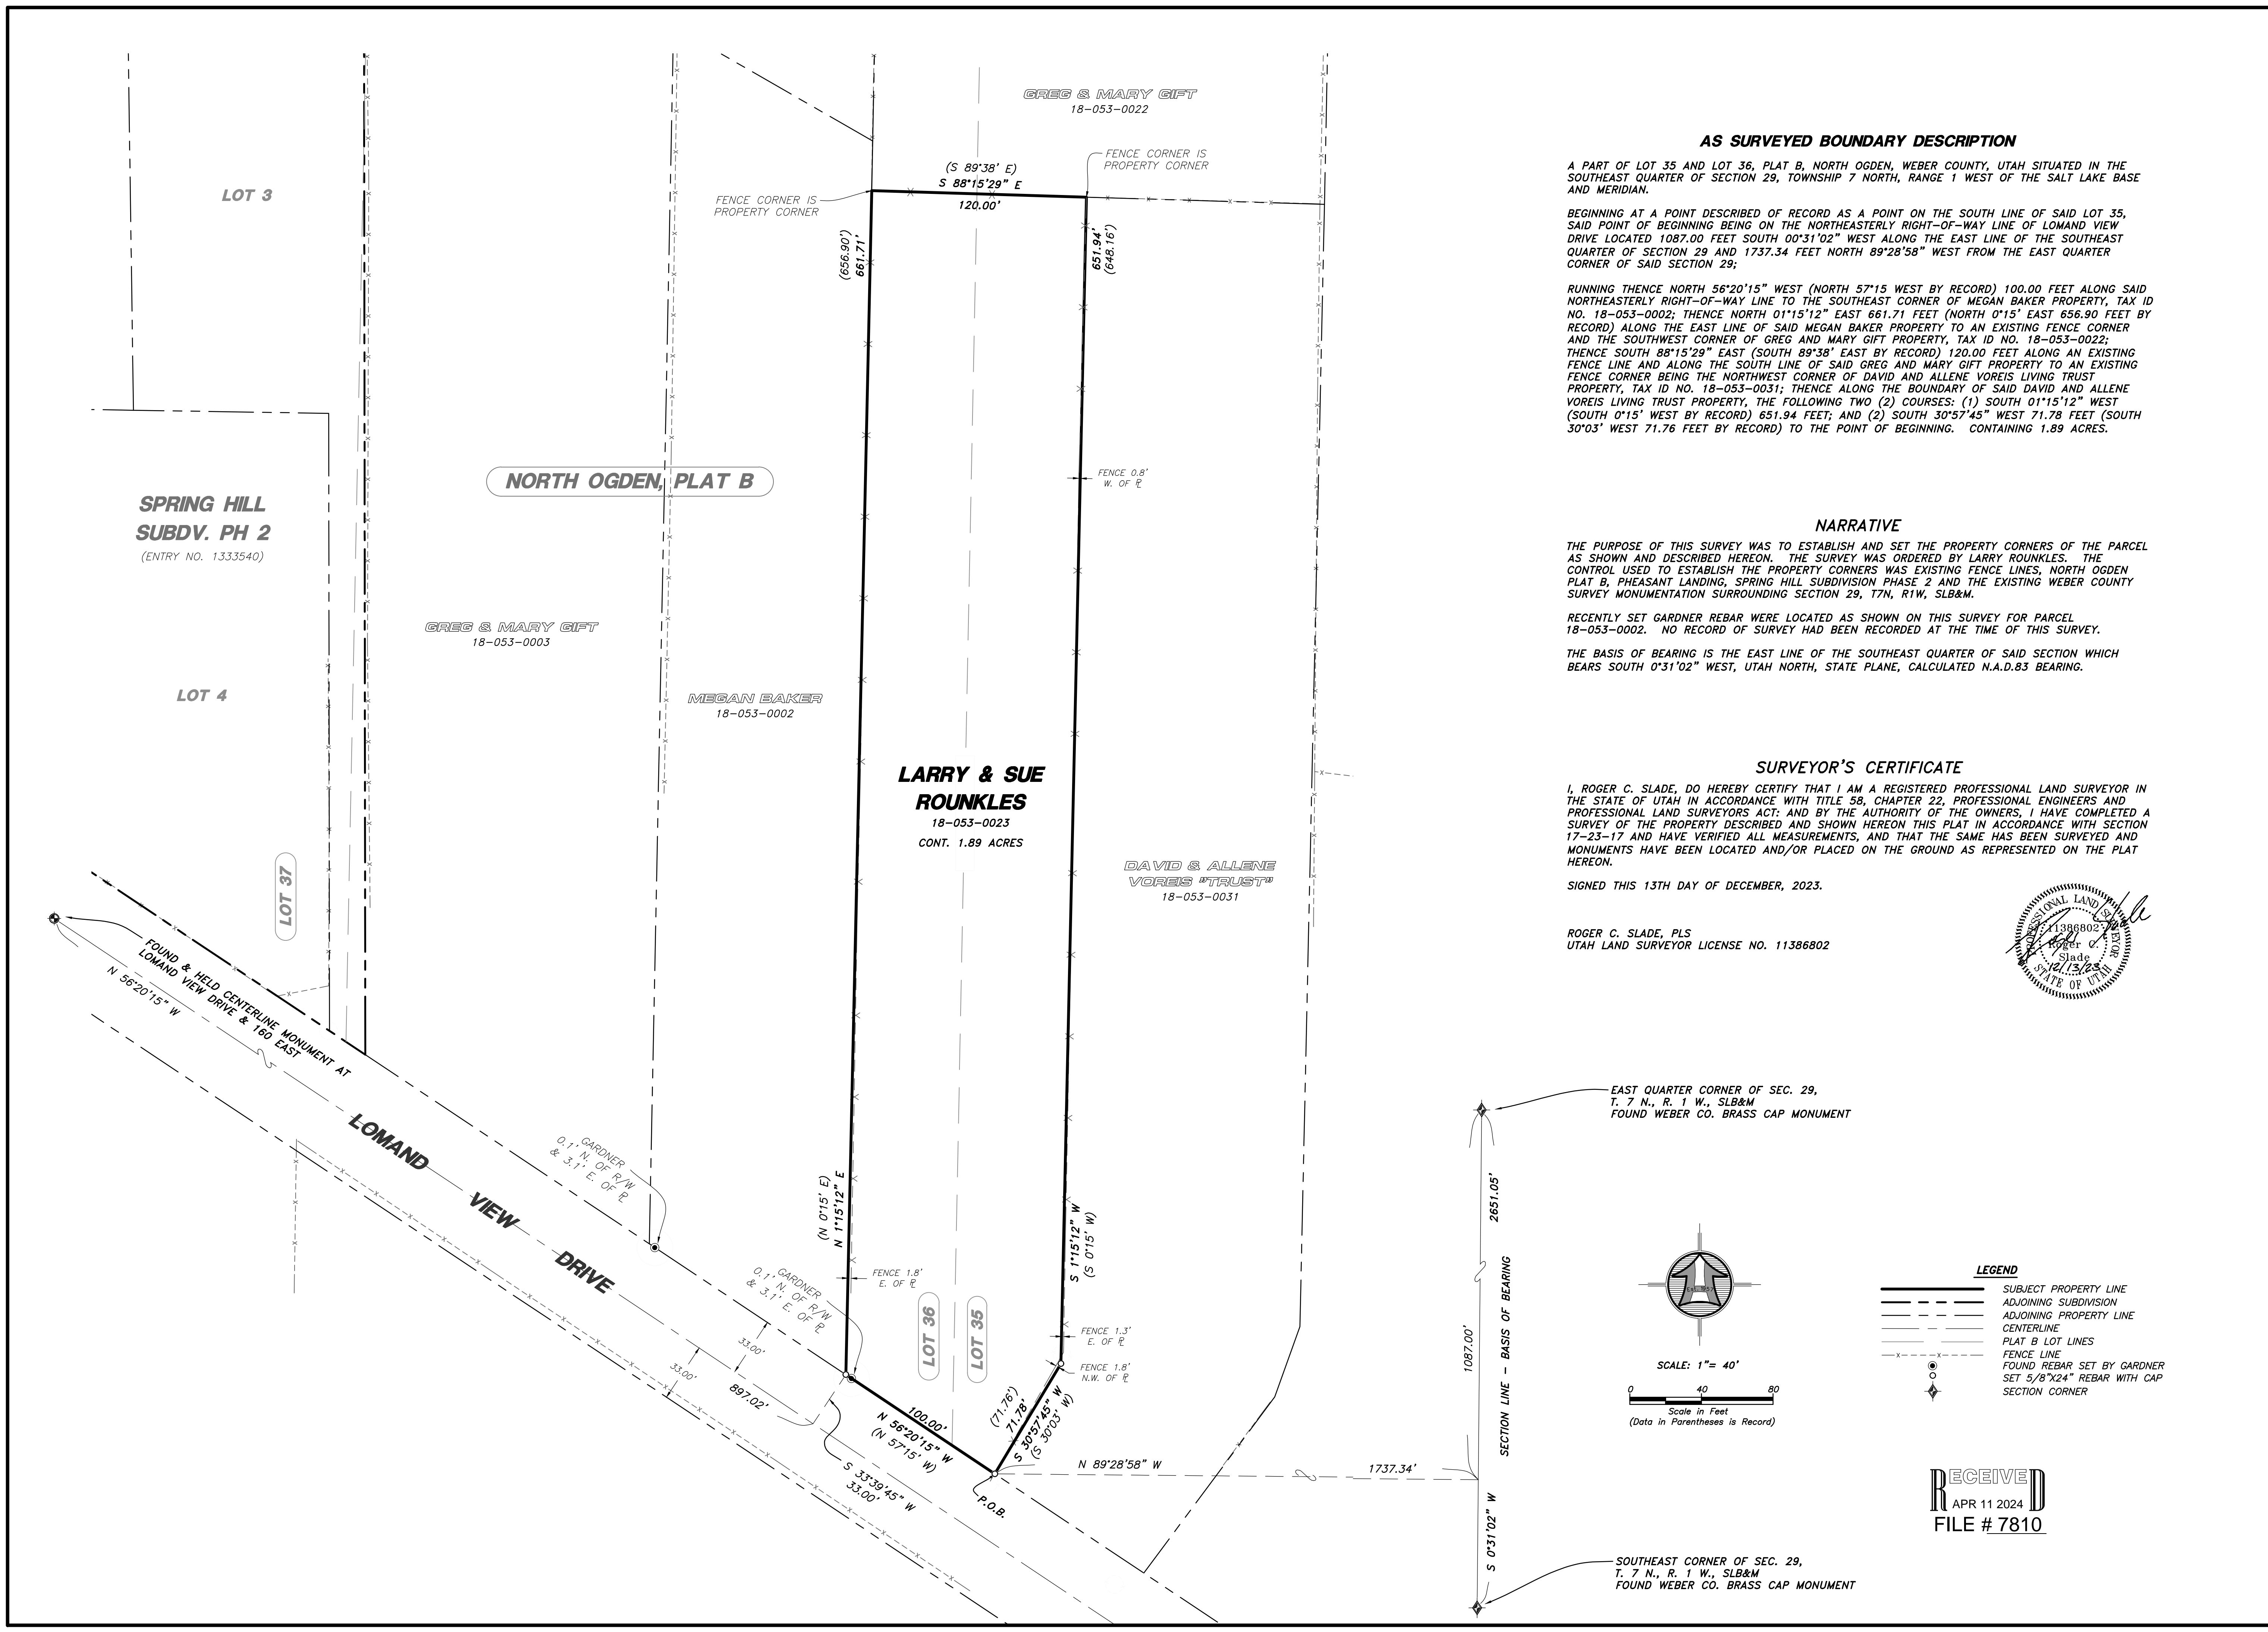 GREG & MARY GIFT
18-053-0022
(S 89°38' E)
S 88°15'29" E
120.00'
FENCE CORNER IS
PROPERTY CORNER
FENCE CORNER IS
PROPERTY CORNER
(656.90')
661.71'
651.94'
(648.16')
LOT 3
NORTH OGDEN, PLAT B
FENCE 0.8'
W. OF ℄
SPRING HILL
SUBDV. PH 2
(ENTRY NO. 1333540)
GREG & MARY GIFT
18-053-0003
LOT 4
MEGAN BAKER
18-053-0002
LARRY & SUE
ROUNKLES
18-053-0023
CONT. 1.89 ACRES
DAVID & ALLENE
VOREIS "TRUST"
18-053-0031
LOT 37
FOUND & HELD CENTERLINE MONUMENT AT
LOMAND VIEW DRIVE & 160 EAST
N 56°20'15" W
LOMAND VIEW DRIVE
GARDNER
0.1' N. OF R/W
& 3.1' E. OF ℄
(N 0°15' E)
N 1°15'12" E
GARDNER
0.1' N. OF R/W
& 3.1' E. OF ℄
FENCE 1.8'
E. OF ℄
S 1°15'12" W
(S 0°15' W)
LOT 36
LOT 35
FENCE 1.3'
E. OF ℄
FENCE 1.8'
N.W. OF ℄
33.00'
33.00'
897.02'
100.00'
N 56°20'15" W
(N 57°15' W)
(71.76')
71.78'
S 30°57'45" W
(S 30°03' W)
S 33°39'45" W
33.00'
P.O.B.
N 89°28'58" W
1737.34'
AS SURVEYED BOUNDARY DESCRIPTION
A PART OF LOT 35 AND LOT 36, PLAT B, NORTH OGDEN, WEBER COUNTY, UTAH SITUATED IN THE
SOUTHEAST QUARTER OF SECTION 29, TOWNSHIP 7 NORTH, RANGE 1 WEST OF THE SALT LAKE BASE
AND MERIDIAN.
BEGINNING AT A POINT DESCRIBED OF RECORD AS A POINT ON THE SOUTH LINE OF SAID LOT 35,
SAID POINT OF BEGINNING BEING ON THE NORTHEASTERLY RIGHT-OF-WAY LINE OF LOMAND VIEW
DRIVE LOCATED 1087.00 FEET SOUTH 00°31'02" WEST ALONG THE EAST LINE OF THE SOUTHEAST
QUARTER OF SECTION 29 AND 1737.34 FEET NORTH 89°28'58" WEST FROM THE EAST QUARTER
CORNER OF SAID SECTION 29;
RUNNING THENCE NORTH 56°20'15" WEST (NORTH 57°15 WEST BY RECORD) 100.00 FEET ALONG SAID
NORTHEASTERLY RIGHT-OF-WAY LINE TO THE SOUTHEAST CORNER OF MEGAN BAKER PROPERTY, TAX ID
NO. 18-053-0002; THENCE NORTH 01°15'12" EAST 661.71 FEET (NORTH 0°15' EAST 656.90 FEET BY
RECORD) ALONG THE EAST LINE OF SAID MEGAN BAKER PROPERTY TO AN EXISTING FENCE CORNER
AND THE SOUTHWEST CORNER OF GREG AND MARY GIFT PROPERTY, TAX ID NO. 18-053-0022;
THENCE SOUTH 88°15'29" EAST (SOUTH 89°38' EAST BY RECORD) 120.00 FEET ALONG AN EXISTING
FENCE LINE AND ALONG THE SOUTH LINE OF SAID GREG AND MARY GIFT PROPERTY TO AN EXISTING
FENCE CORNER BEING THE NORTHWEST CORNER OF DAVID AND ALLENE VOREIS LIVING TRUST
PROPERTY, TAX ID NO. 18-053-0031; THENCE ALONG THE BOUNDARY OF SAID DAVID AND ALLENE
VOREIS LIVING TRUST PROPERTY, THE FOLLOWING TWO (2) COURSES: (1) SOUTH 01°15'12" WEST
(SOUTH 0°15' WEST BY RECORD) 651.94 FEET; AND (2) SOUTH 30°57'45" WEST 71.78 FEET (SOUTH
30°03' WEST 71.76 FEET BY RECORD) TO THE POINT OF BEGINNING. CONTAINING 1.89 ACRES.
NARRATIVE
THE PURPOSE OF THIS SURVEY WAS TO ESTABLISH AND SET THE PROPERTY CORNERS OF THE PARCEL
AS SHOWN AND DESCRIBED HEREON. THE SURVEY WAS ORDERED BY LARRY ROUNKLES. THE
CONTROL USED TO ESTABLISH THE PROPERTY CORNERS WAS EXISTING FENCE LINES, NORTH OGDEN
PLAT B, PHEASANT LANDING, SPRING HILL SUBDIVISION PHASE 2 AND THE EXISTING WEBER COUNTY
SURVEY MONUMENTATION SURROUNDING SECTION 29, T7N, R1W, SLB&M.
RECENTLY SET GARDNER REBAR WERE LOCATED AS SHOWN ON THIS SURVEY FOR PARCEL
18-053-0002. NO RECORD OF SURVEY HAD BEEN RECORDED AT THE TIME OF THIS SURVEY.
THE BASIS OF BEARING IS THE EAST LINE OF THE SOUTHEAST QUARTER OF SAID SECTION WHICH
BEARS SOUTH 0°31'02" WEST, UTAH NORTH, STATE PLANE, CALCULATED N.A.D.83 BEARING.
SURVEYOR'S CERTIFICATE
I, ROGER C. SLADE, DO HEREBY CERTIFY THAT I AM A REGISTERED PROFESSIONAL LAND SURVEYOR IN
THE STATE OF UTAH IN ACCORDANCE WITH TITLE 58, CHAPTER 22, PROFESSIONAL ENGINEERS AND
PROFESSIONAL LAND SURVEYORS ACT: AND BY THE AUTHORITY OF THE OWNERS, I HAVE COMPLETED A
SURVEY OF THE PROPERTY DESCRIBED AND SHOWN HEREON THIS PLAT IN ACCORDANCE WITH SECTION
17-23-17 AND HAVE VERIFIED ALL MEASUREMENTS, AND THAT THE SAME HAS BEEN SURVEYED AND
MONUMENTS HAVE BEEN LOCATED AND/OR PLACED ON THE GROUND AS REPRESENTED ON THE PLAT
HEREON.
SIGNED THIS 13TH DAY OF DECEMBER, 2023.
ROGER C. SLADE, PLS
UTAH LAND SURVEYOR LICENSE NO. 11386802
PROFESSIONAL LAND SURVEYOR
11386802
Roger C.
Slade
12/13/23
STATE OF UTAH
EAST QUARTER CORNER OF SEC. 29,
T. 7 N., R. 1 W., SLB&M
FOUND WEBER CO. BRASS CAP MONUMENT
2651.05'
SECTION LINE - BASIS OF BEARING
1087.00'
S 0°31'02" W
SCALE: 1"= 40'
0 40 80
Scale in Feet
(Data in Parentheses is Record)
LEGEND
SUBJECT PROPERTY LINE
ADJOINING SUBDIVISION
ADJOINING PROPERTY LINE
CENTERLINE
PLAT B LOT LINES
FENCE LINE
FOUND REBAR SET BY GARDNER
SET 5/8"X24" REBAR WITH CAP
SECTION CORNER
RECEIVED
APR 11 2024
FILE # 7810
SOUTHEAST CORNER OF SEC. 29,
T. 7 N., R. 1 W., SLB&M
FOUND WEBER CO. BRASS CAP MONUMENT